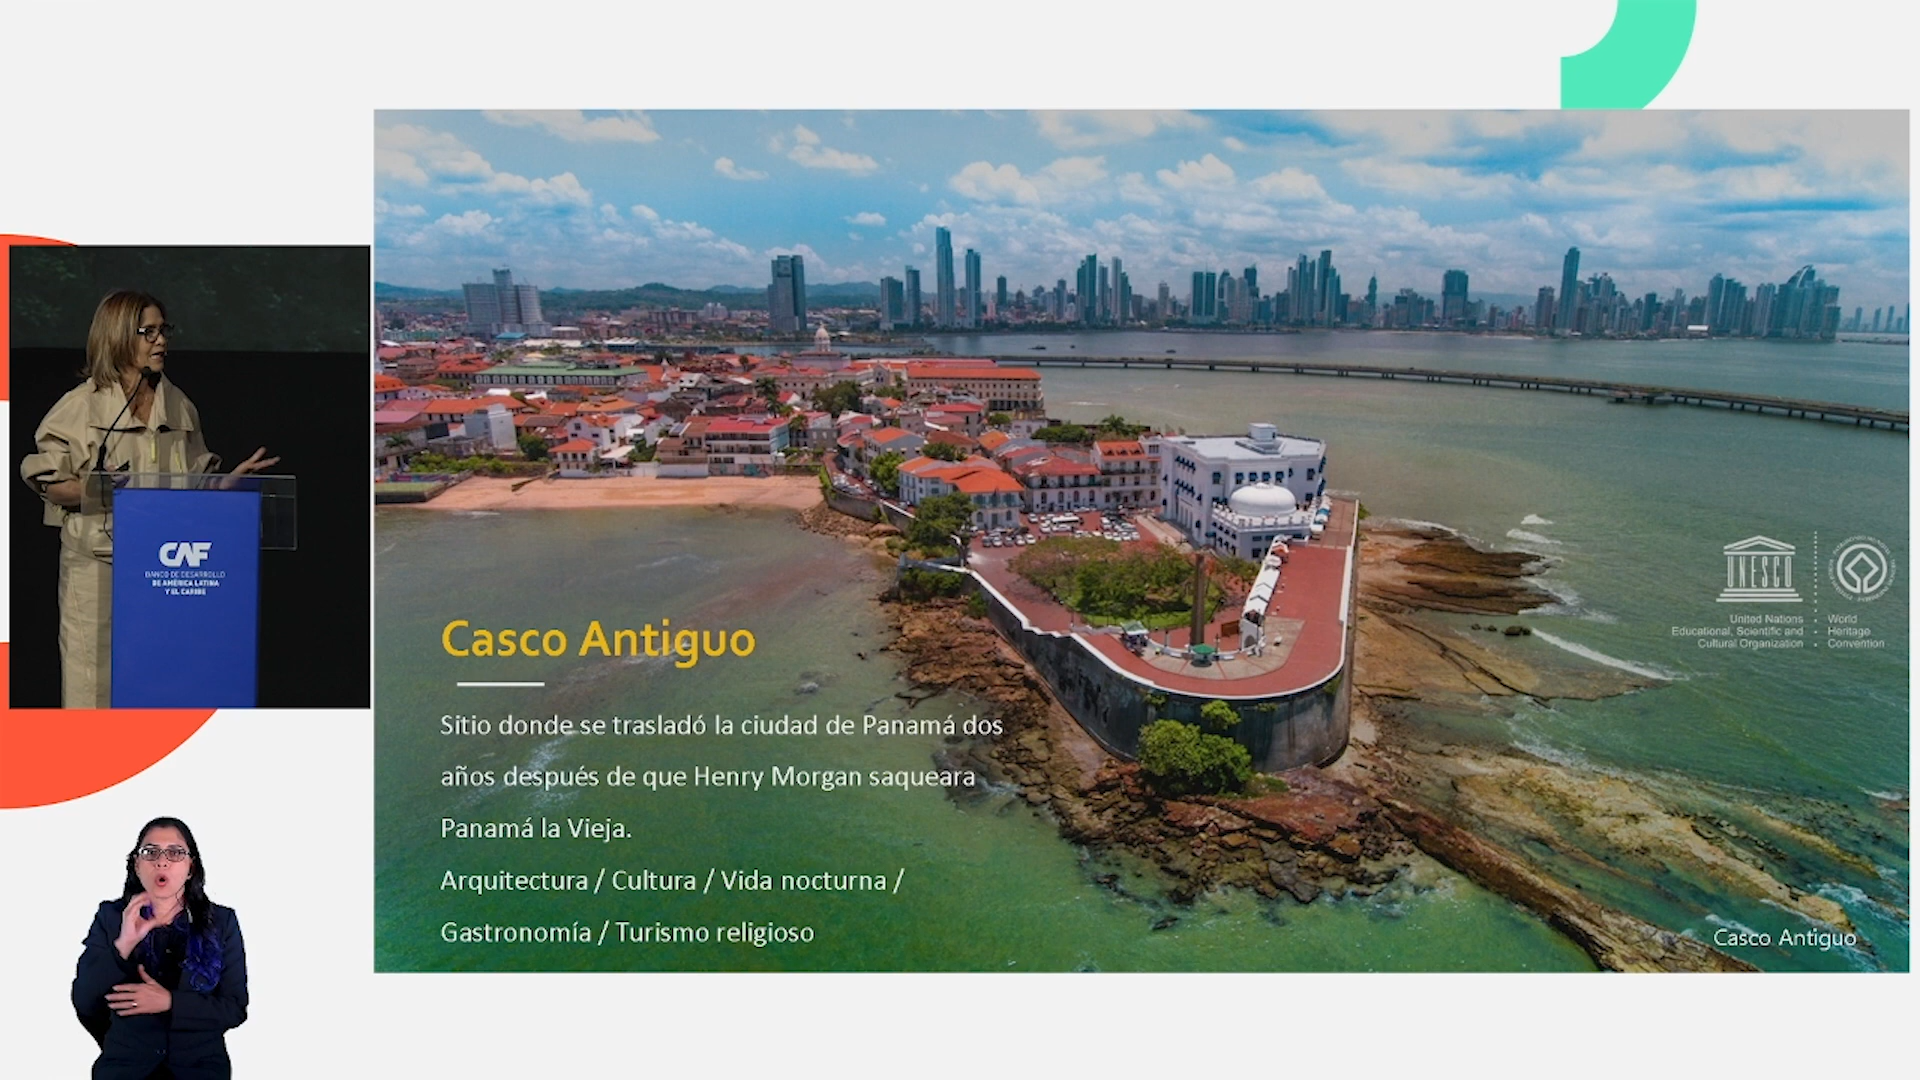 CAF
BANCO DE DESARROLLO
DE AMÉRICA LATINA
Y EL CARIBE
Casco Antiguo
Sitio donde se trasladó la ciudad de Panamá dos
años después de que Henry Morgan saqueara
Panamá la Vieja.
Arquitectura / Cultura / Vida nocturna /
Gastronomía / Turismo religioso
UNESCO
United Nations
Educational, Scientific and
Cultural Organization
World
Heritage
Convention
Casco Antiguo